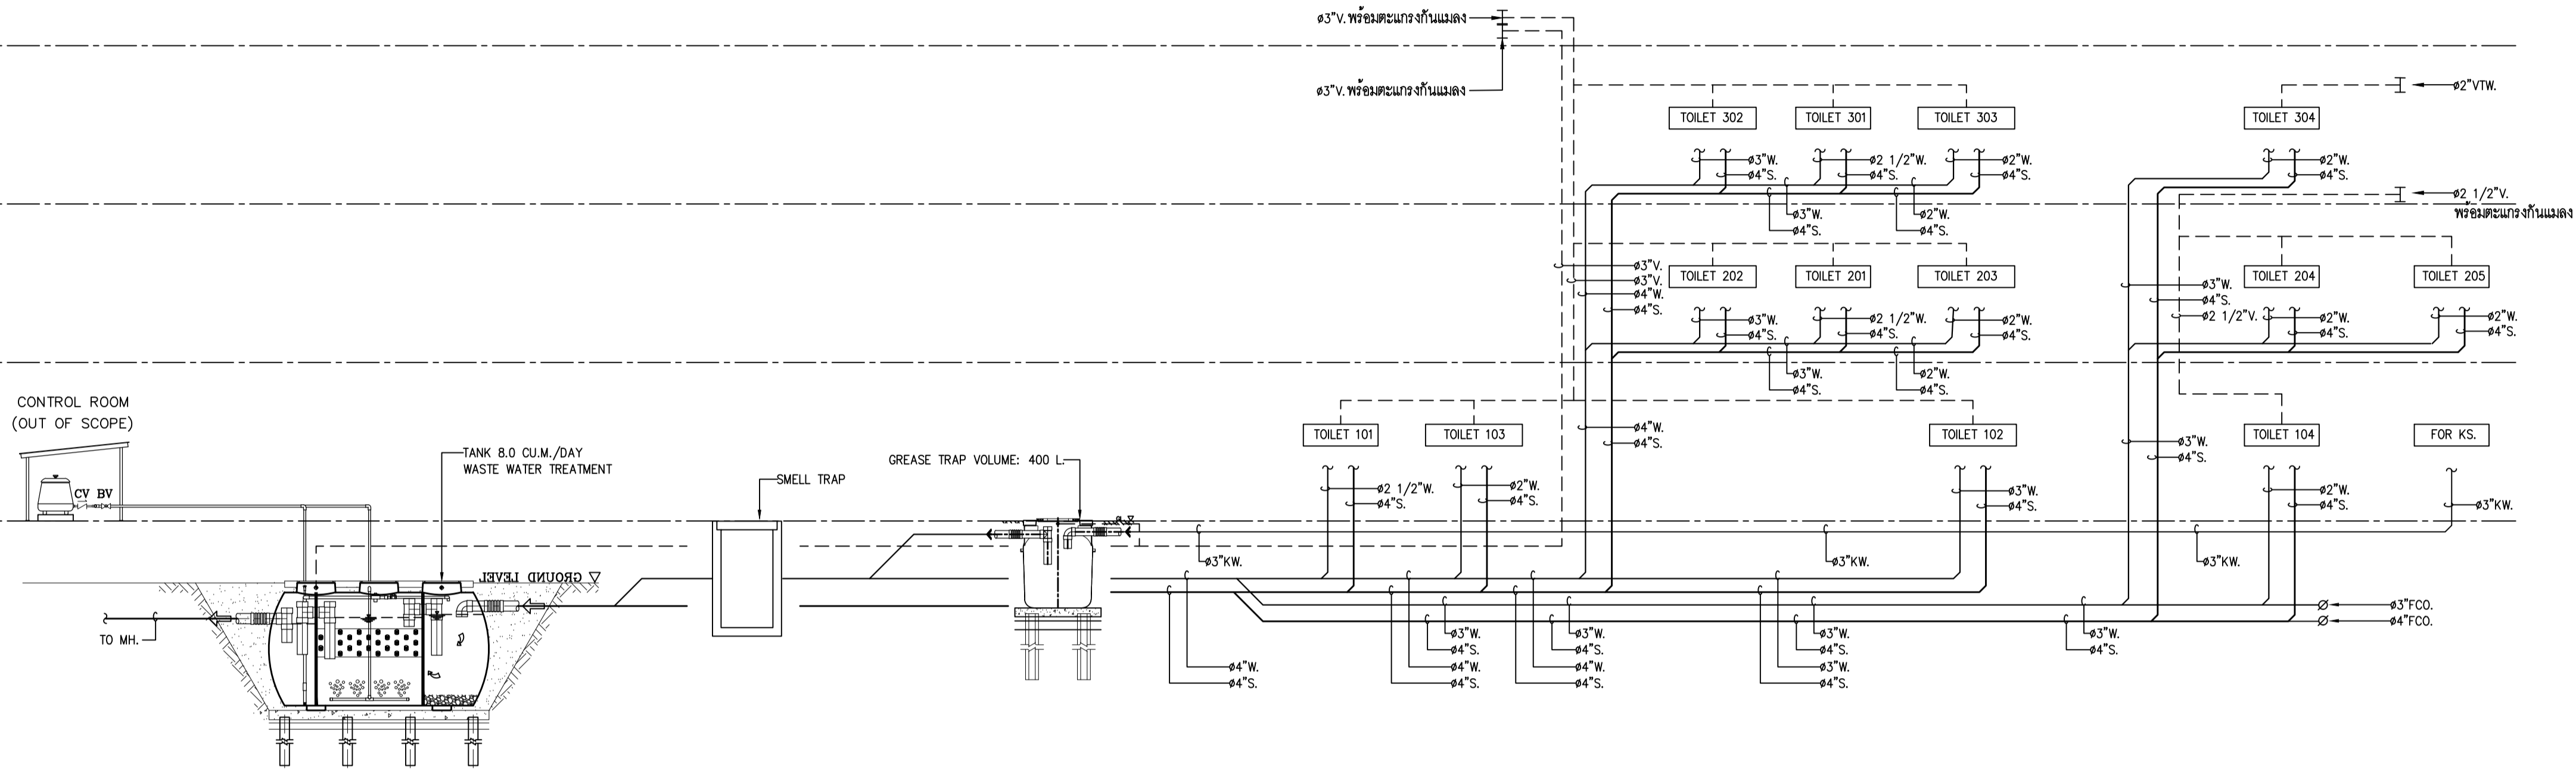 ø3"V.พร้อมตะแกรงกันแมลง
ø3"V.พร้อมตะแกรงกันแมลง
ø2"VTW.
TOILET 302
TOILET 301
TOILET 303
TOILET 304
ø3"W.
ø4"S.
ø2 1/2"W.
ø4"S.
ø2"W.
ø4"S.
ø2"W.
ø4"S.
ø2 1/2"V.
พร้อมตะแกรงกันแมลง
ø3"W.
ø4"S.
ø2"W.
ø4"S.
ø3"V.
ø3"V.
ø4"W.
ø4"S.
TOILET 202
TOILET 201
TOILET 203
TOILET 204
TOILET 205
ø3"W.
ø4"S.
ø2 1/2"V.
ø3"W.
ø4"S.
ø2 1/2"W.
ø4"S.
ø2"W.
ø4"S.
ø2"W.
ø4"S.
ø2"W.
ø4"S.
ø3"W.
ø4"S.
ø2"W.
ø4"S.
CONTROL ROOM
(OUT OF SCOPE)
CV BV
TANK 8.0 CU.M./DAY
WASTE WATER TREATMENT
SMELL TRAP
GREASE TRAP VOLUME: 400 L.
TOILET 101
TOILET 103
ø4"W.
ø4"S.
TOILET 102
ø3"W.
ø4"S.
TOILET 104
FOR KS.
ø2 1/2"W.
ø4"S.
ø2"W.
ø4"S.
ø3"W.
ø4"S.
ø2"W.
ø4"S.
ø3"KW.
ø3"KW.
ø3"KW.
ø3"KW.
GROUND LEVEL
TO MH.
ø3"FCO.
ø4"FCO.
ø3"W.
ø4"S.
ø3"W.
ø4"S.
ø3"W.
ø4"S.
ø3"W.
ø4"S.
ø4"W.
ø4"S.
ø4"W.
ø4"S.
ø4"W.
ø4"S.
ø3"W.
ø4"S.